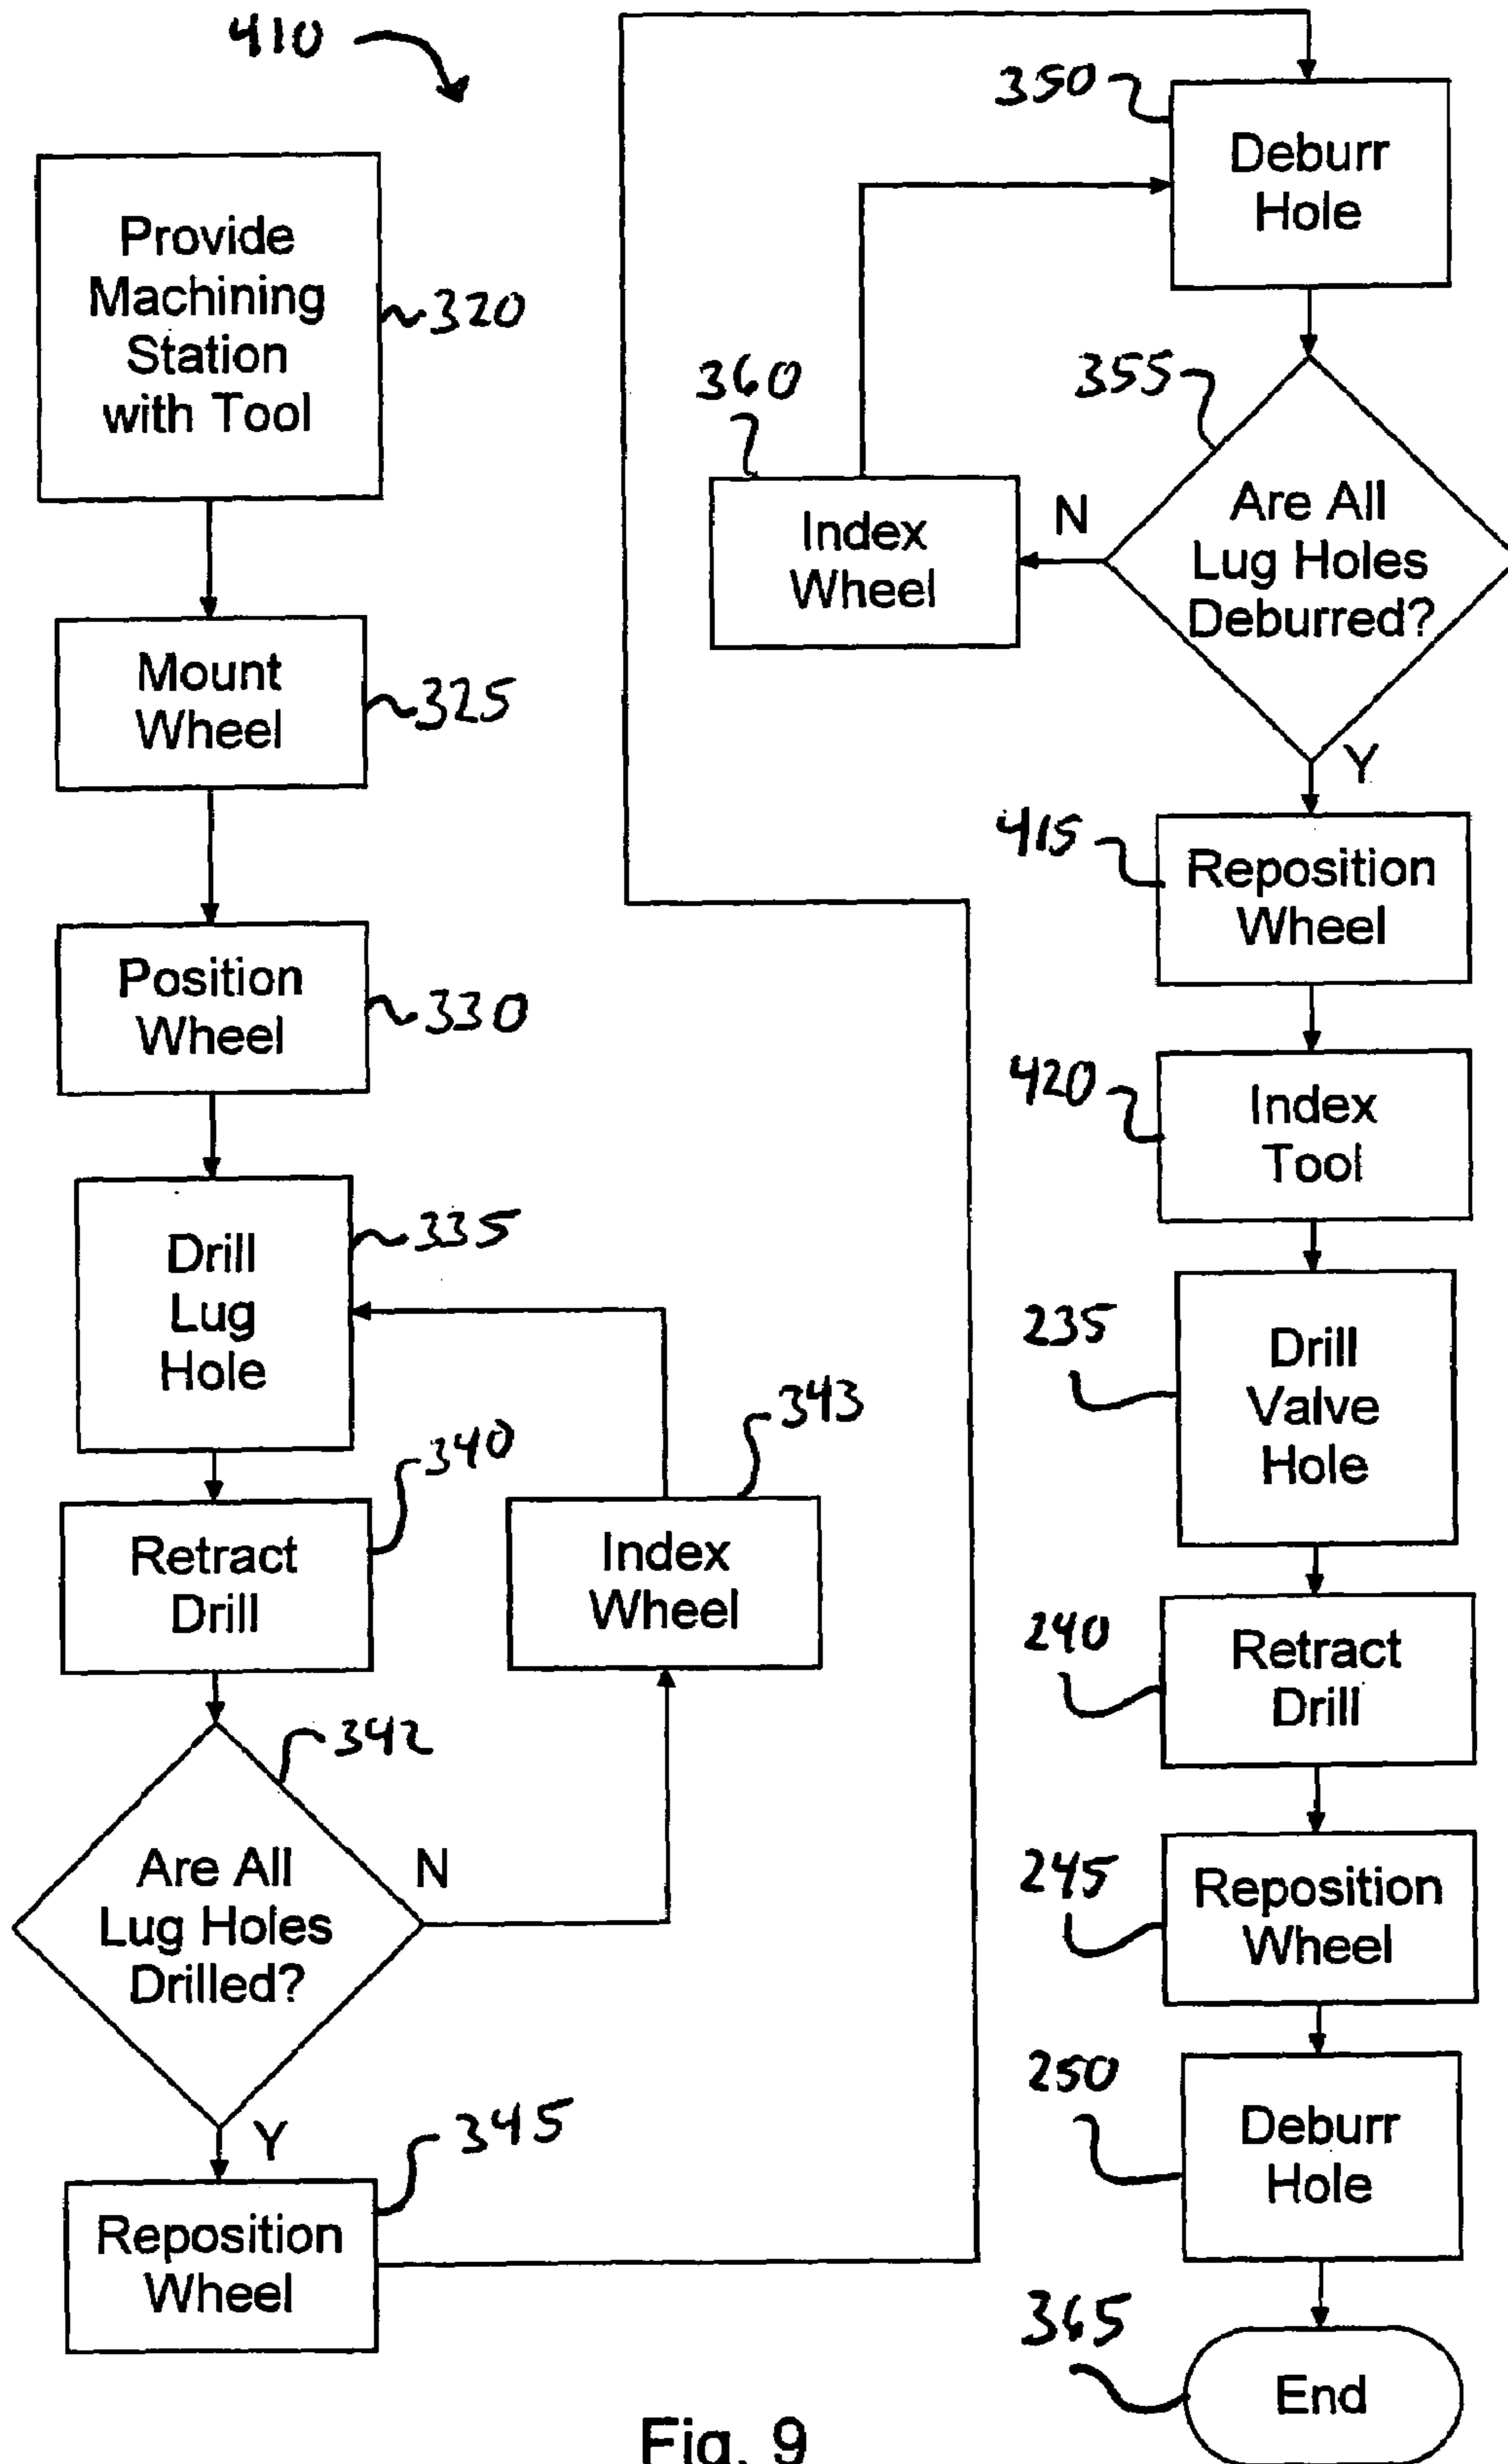 410
Provide
Machining
Station
with Tool
320
Mount
Wheel
325
Position
Wheel
330
Drill
Lug
Hole
335
Retract
Drill
340
Index
Wheel
343
Are All
Lug Holes
Drilled?
342
N
Y
Reposition
Wheel
345
350
Deburr
Hole
355
Are All
Lug Holes
Deburred?
N
360
Index
Wheel
Y
415
Reposition
Wheel
420
Index
Tool
235
Drill
Valve
Hole
240
Retract
Drill
245
Reposition
Wheel
250
Deburr
Hole
365
End
Fig. 9